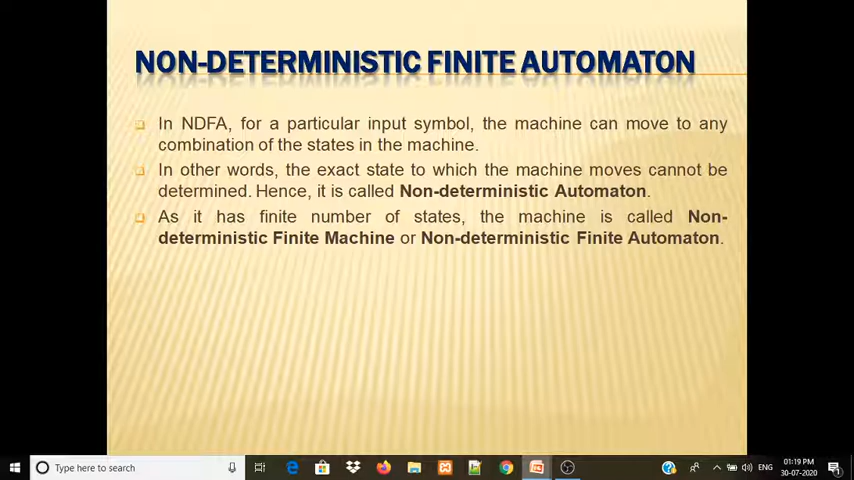 NON-DETERMINISTIC FINITE AUTOMATON
In NDFA, for a particular input symbol, the machine can move to any
combination of the states in the machine.
In other words, the exact state to which the machine moves cannot be
determined. Hence, it is called Non-deterministic Automaton.
As it has finite number of states, the machine is called Non-
deterministic Finite Machine or Non-deterministic Finite Automaton.
Type here to search
ENG
01:19 PM
30-07-2020